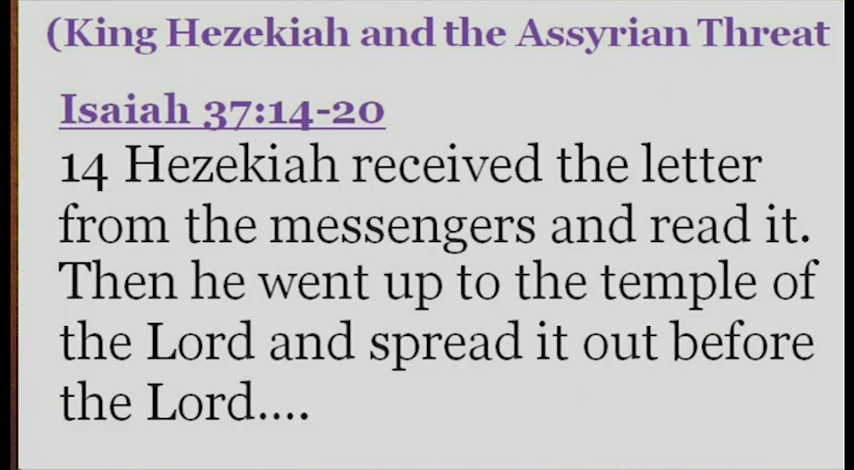 (King Hezekiah and the Assyrian Threat
Isaiah 37:14-20
14 Hezekiah received the letter
from the messengers and read it.
Then he went up to the temple of
the Lord and spread it out before
the Lord....